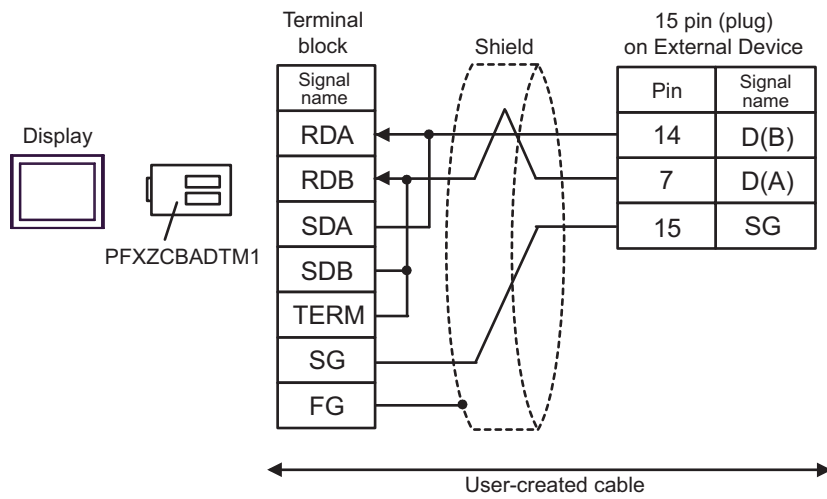 Display
PFXZCBADTM1
Terminal
block
Signal
name
RDA
RDB
SDA
SDB
TERM
SG
FG
Shield
15 pin (plug)
on External Device
Pin
Signal
name
14
D(B)
7
D(A)
15
SG
User-created cable